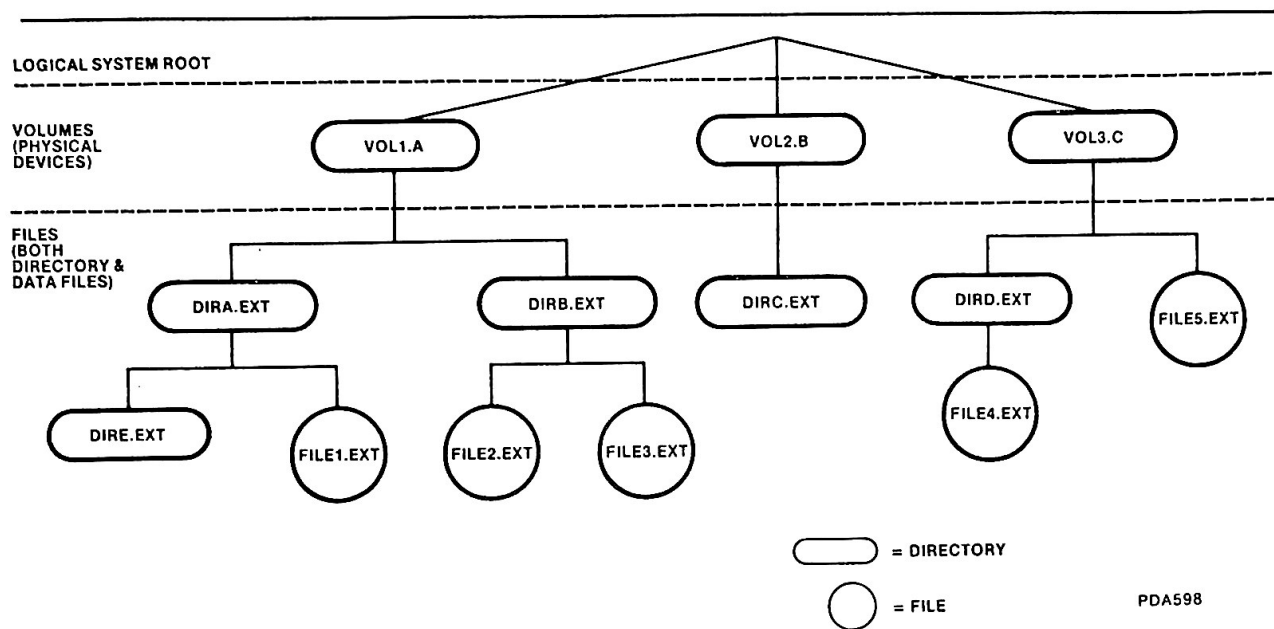 LOGICAL SYSTEM ROOT
VOLUMES
(PHYSICAL
DEVICES)
VOL1.A
VOL2.B
VOL3.C
FILES
(BOTH
DIRECTORY &
DATA FILES)
DIRA.EXT
DIRB.EXT
DIRC.EXT
DIRD.EXT
FILE5.EXT
DIRE.EXT
FILE1.EXT
FILE2.EXT
FILE3.EXT
FILE4.EXT
= DIRECTORY
= FILE
PDA598